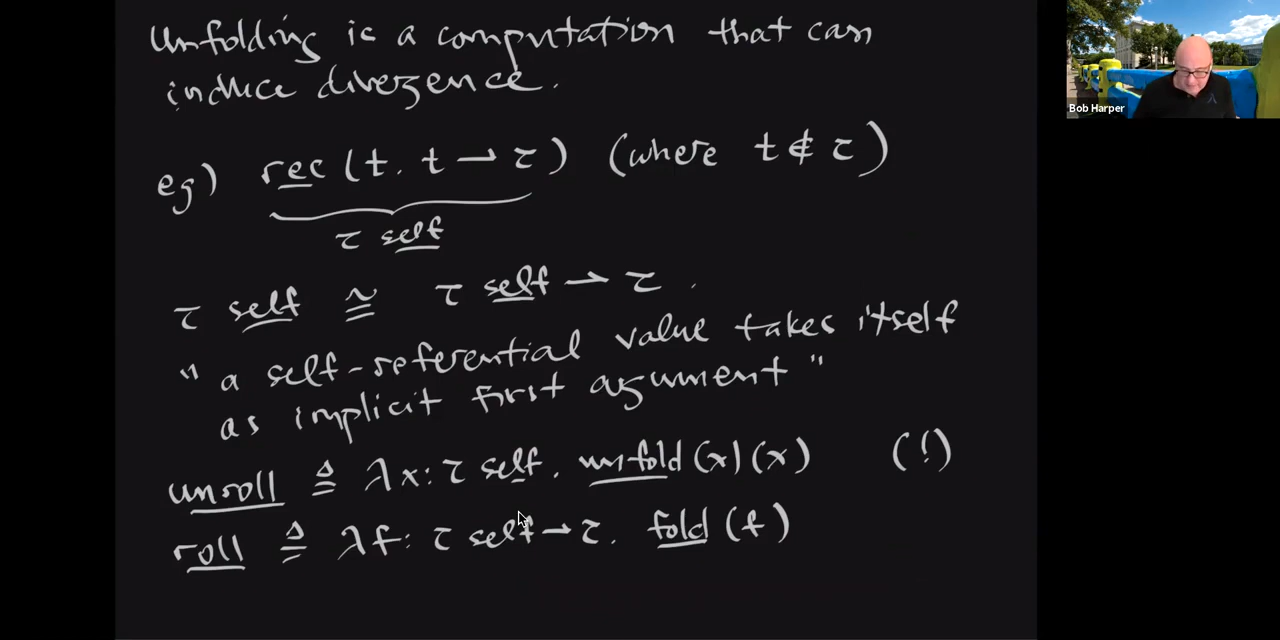 Unfolding is a computation that can
induce divergence.
eg) rec (t. t → τ) (where t ∉ τ)
τ self
τ self ≅ τ self → τ.
"a self-referential value takes itself
as implicit first argument"
unroll ≜ λx: τ self. unfold(x)(x) (!)
roll ≜ λf: τ self → τ. fold(f)
Bob Harper